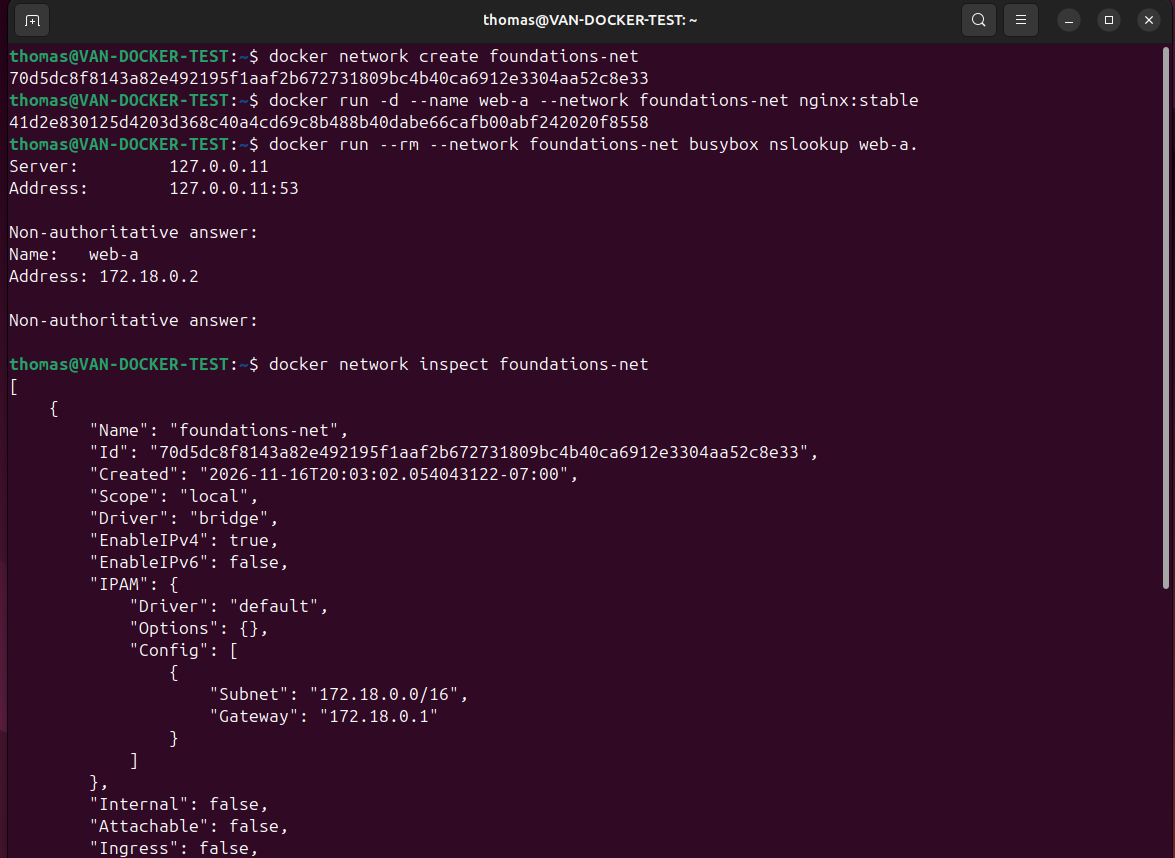 thomas@VAN-DOCKER-TEST: ~
thomas@VAN-DOCKER-TEST:~$ docker network create foundations-net
70d5dc8f8143a82e492195f1aaf2b672731809bc4b40ca6912e3304aa52c8e33
thomas@VAN-DOCKER-TEST:~$ docker run -d --name web-a --network foundations-net nginx:stable
41d2e830125d4203d368c40a4cd69c8b488b40dabe66cafb00abf242020f8558
thomas@VAN-DOCKER-TEST:~$ docker run --rm --network foundations-net busybox nslookup web-a.
Server:         127.0.0.11
Address:        127.0.0.11:53

Non-authoritative answer:
Name:   web-a
Address: 172.18.0.2

Non-authoritative answer:

thomas@VAN-DOCKER-TEST:~$ docker network inspect foundations-net
[
    {
        "Name": "foundations-net",
        "Id": "70d5dc8f8143a82e492195f1aaf2b672731809bc4b40ca6912e3304aa52c8e33",
        "Created": "2026-11-16T20:03:02.054043122-07:00",
        "Scope": "local",
        "Driver": "bridge",
        "EnableIPv4": true,
        "EnableIPv6": false,
        "IPAM": {
            "Driver": "default",
            "Options": {},
            "Config": [
                {
                    "Subnet": "172.18.0.0/16",
                    "Gateway": "172.18.0.1"
                }
            ]
        },
        "Internal": false,
        "Attachable": false,
        "Ingress": false,